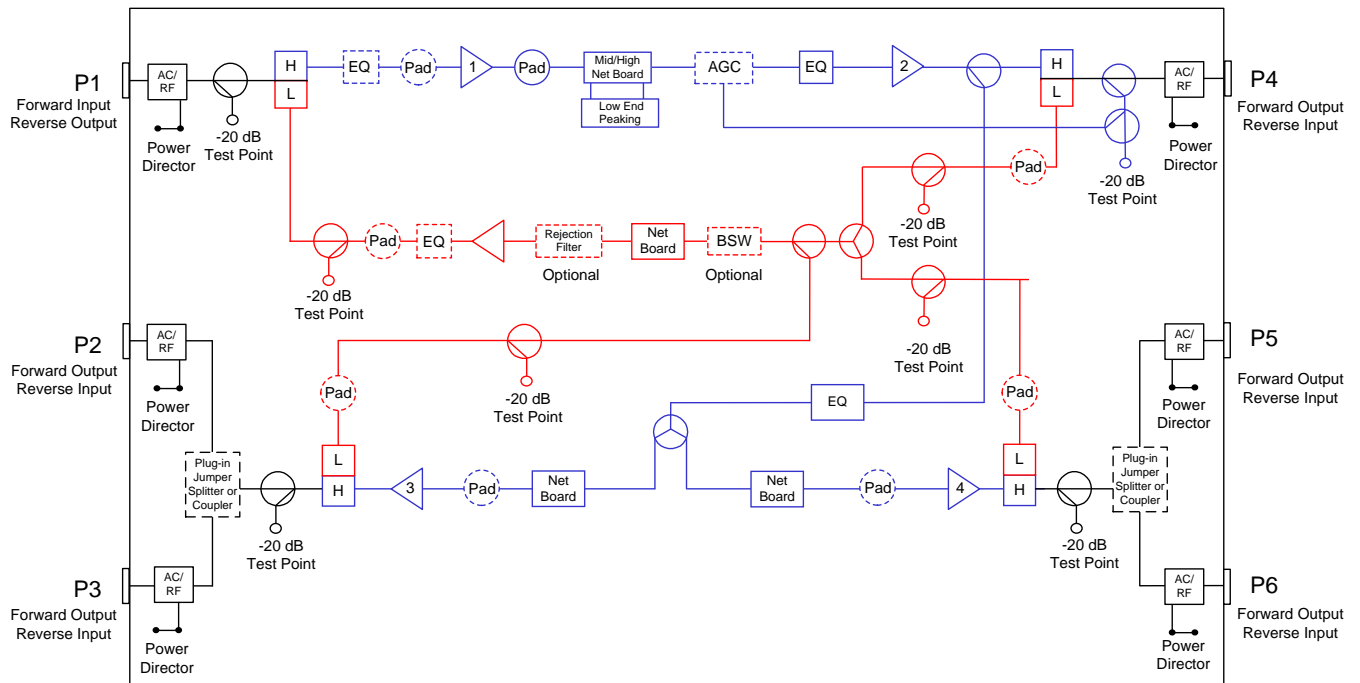 P1
Forward Input
Reverse Output
AC/
RF
Power
Director
-20 dB
Test Point
H
L
EQ
Pad
1
Pad
Mid/High
Net Board
Low End
Peaking
AGC
EQ
2
H
L
-20 dB
Test Point
AC/
RF
Power
Director
P4
Forward Output
Reverse Input
Pad
-20 dB
Test Point
-20 dB
Test Point
Pad
EQ
Rejection
Filter
Optional
Net
Board
BSW
Optional
-20 dB
Test Point
P2
Forward Output
Reverse Input
AC/
RF
Power
Director
-20 dB
Test Point
Pad
EQ
Pad
P5
Forward Output
Reverse Input
AC/
RF
Power
Director
Plug-in
Jumper
Splitter or
Coupler
-20 dB
Test Point
L
H
3
Pad
Net
Board
Net
Board
Pad
4
L
H
-20 dB
Test Point
Plug-in
Jumper
Splitter or
Coupler
P3
Forward Output
Reverse Input
AC/
RF
Power
Director
AC/
RF
Power
Director
P6
Forward Output
Reverse Input